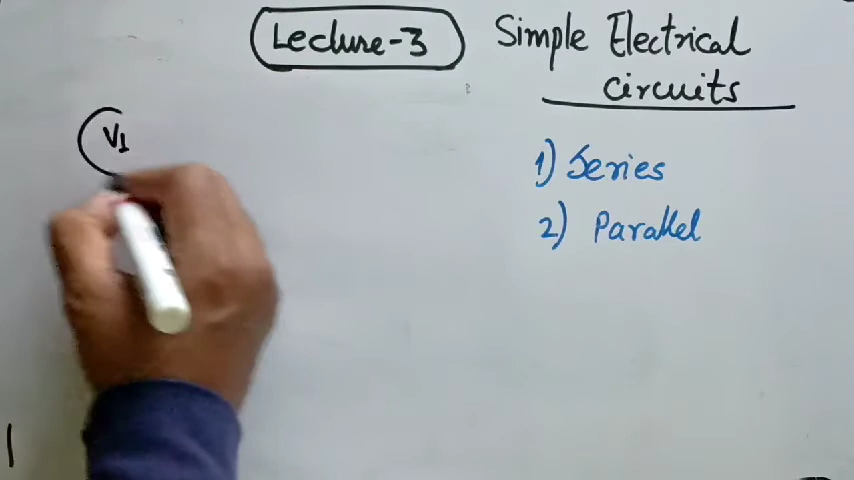 Lecture-3
Simple Electrical
circuits
V1
1) Series
2) Parallel